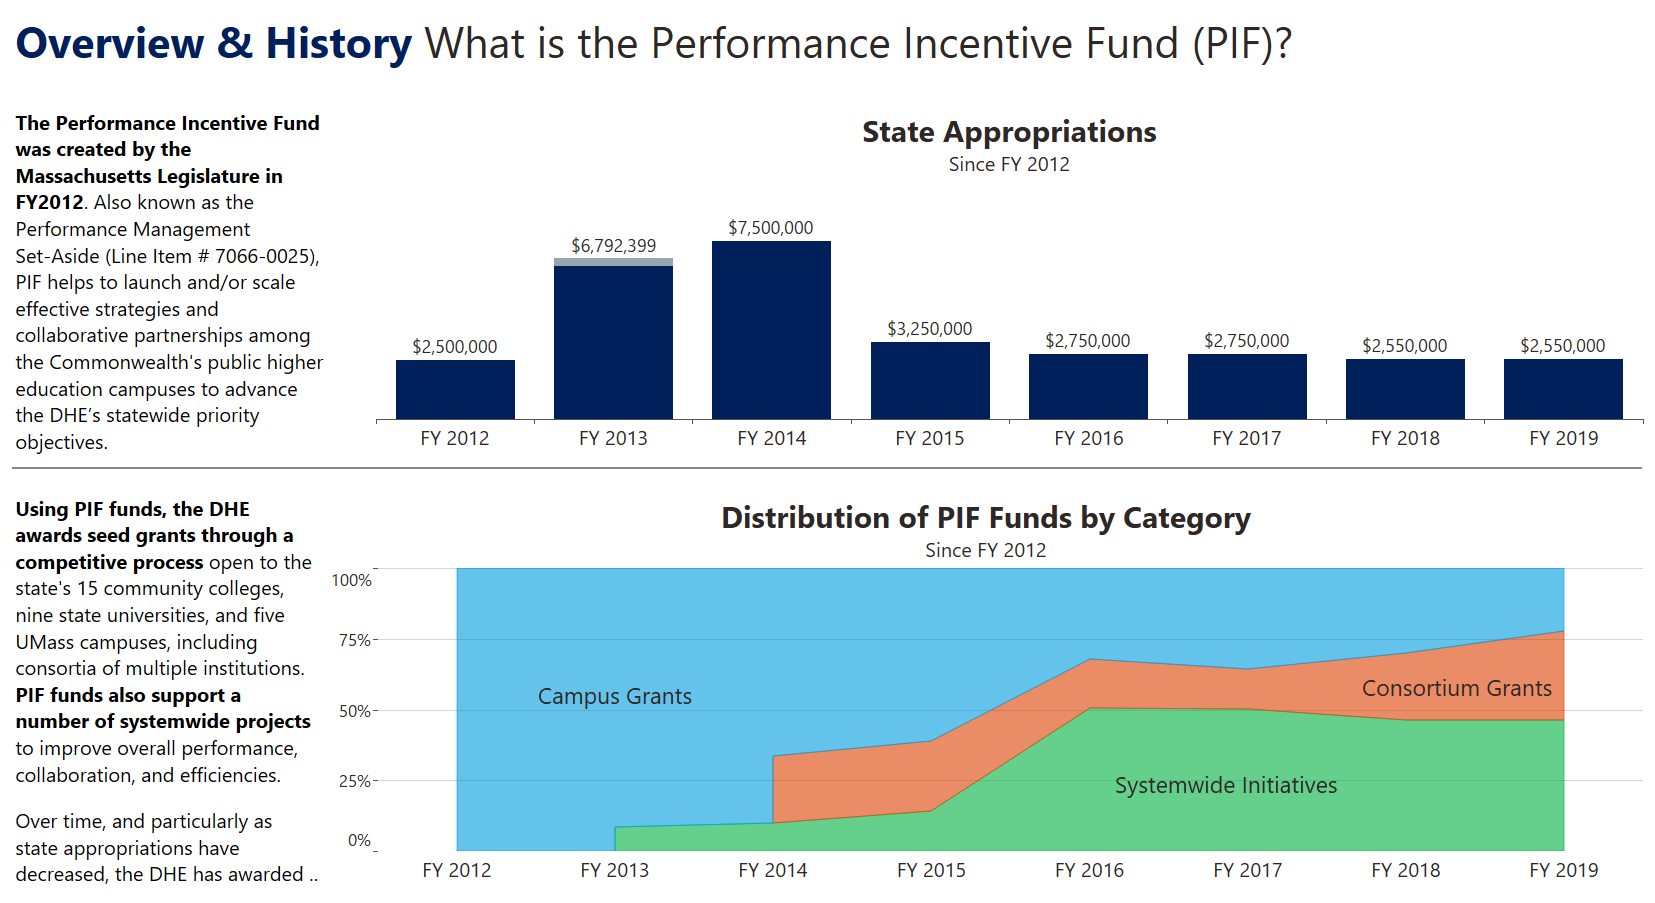 Overview & History What is the Performance Incentive Fund (PIF)?
The Performance Incentive Fund
was created by the
Massachusetts Legislature in
FY2012. Also known as the
Performance Management
Set-Aside (Line Item # 7066-0025),
PIF helps to launch and/or scale
effective strategies and
collaborative partnerships among
the Commonwealth's public higher
education campuses to advance
the DHE’s statewide priority
objectives.
State Appropriations
Since FY 2012
$2,500,000
$6,792,399
$7,500,000
$3,250,000
$2,750,000
$2,750,000
$2,550,000
$2,550,000
FY 2012
FY 2013
FY 2014
FY 2015
FY 2016
FY 2017
FY 2018
FY 2019
Using PIF funds, the DHE
awards seed grants through a
competitive process open to the
state's 15 community colleges,
nine state universities, and five
UMass campuses, including
consortia of multiple institutions.
PIF funds also support a
number of systemwide projects
to improve overall performance,
collaboration, and efficiencies.
Over time, and particularly as
state appropriations have
decreased, the DHE has awarded ..
Distribution of PIF Funds by Category
Since FY 2012
100%
75%
50%
25%
0%
Campus Grants
Consortium Grants
Systemwide Initiatives
FY 2012
FY 2013
FY 2014
FY 2015
FY 2016
FY 2017
FY 2018
FY 2019